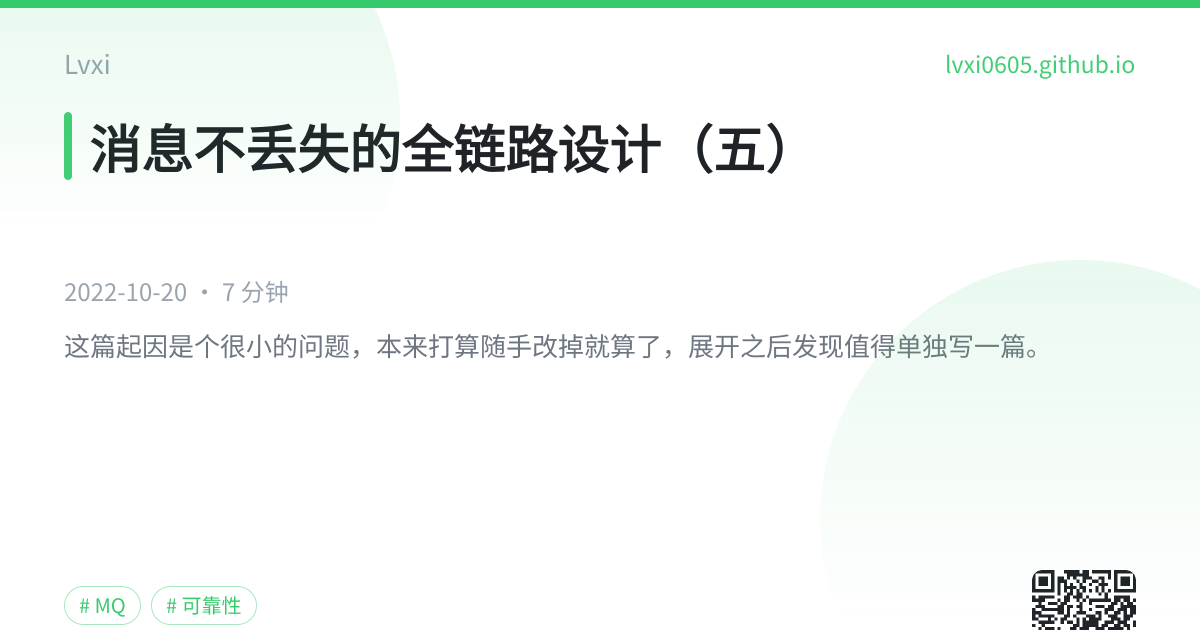 Lvxi
lvxi0605.github.io
消息不丢失的全链路设计（五）
2022-10-20 · 7 分钟
这篇起因是个很小的问题，本来打算随手改掉就算了，展开之后发现值得单独写一篇。
# MQ
# 可靠性